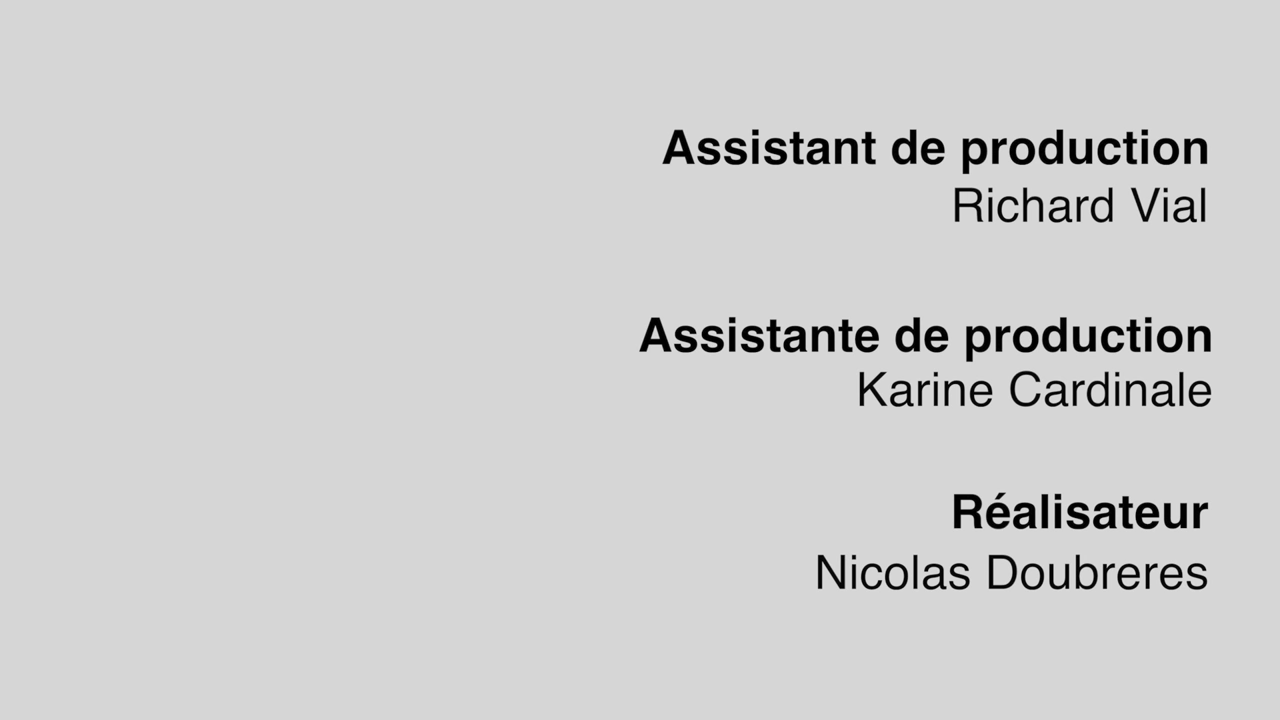 Assistant de production
Richard Vial
Assistante de production
Karine Cardinale
Réalisateur
Nicolas Doubreres